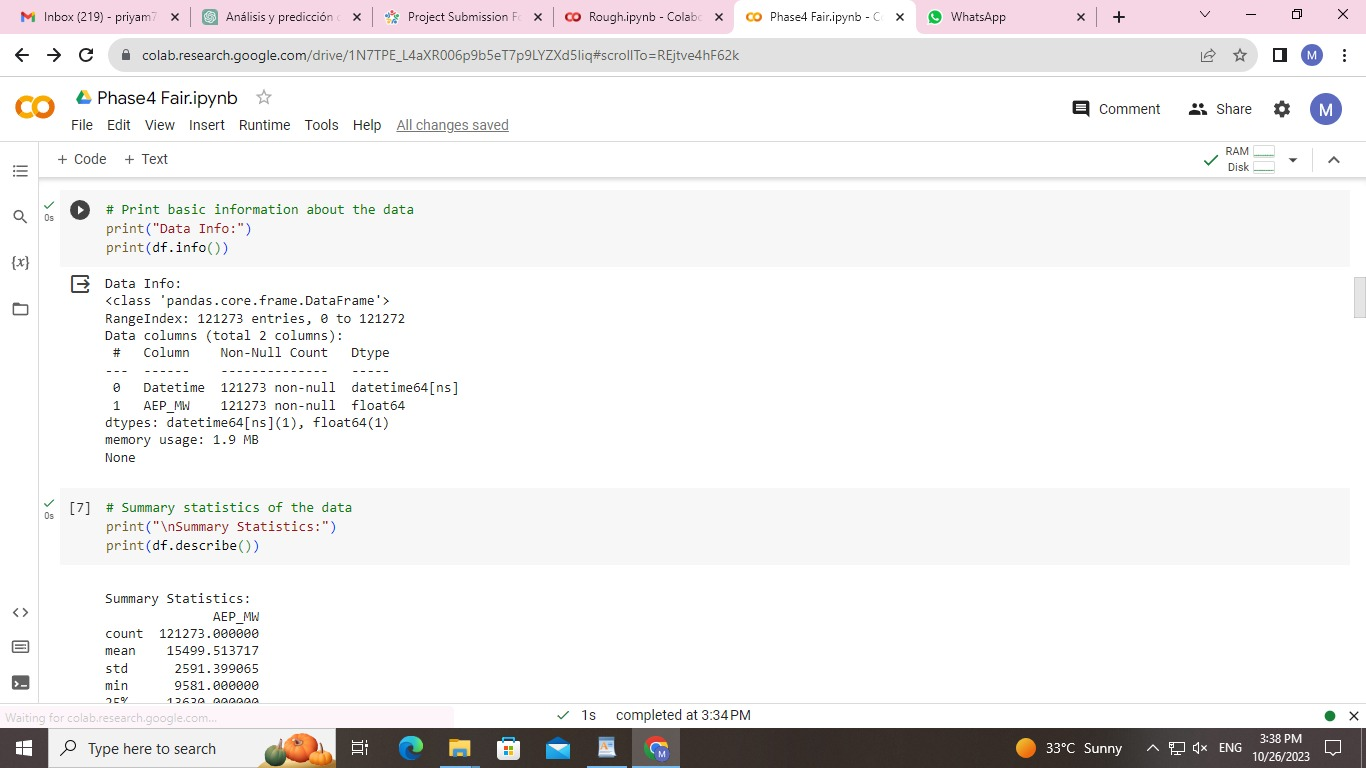 Inbox (219) - priyam7
Análisis y predicción
Project Submission Fo
Rough.ipynb - Colabo
Phase4 Fair.ipynb - C
WhatsApp
colab.research.google.com/drive/1N7TPE_L4aXR006p9b5eT7p9LYZXd5Iiq#scrollTo=REjtve4hF62k
M
CO
Phase4 Fair.ipynb
File Edit View Insert Runtime Tools Help All changes saved
Comment
Share
M
+ Code + Text
RAM
Disk
{x}
0s
# Print basic information about the data
print("Data Info:")
print(df.info())
Data Info:
<class 'pandas.core.frame.DataFrame'>
RangeIndex: 121273 entries, 0 to 121272
Data columns (total 2 columns):
# Column Non-Null Count Dtype
--- ------ -------------- -----
0 Datetime 121273 non-null datetime64[ns]
1 AEP_MW 121273 non-null float64
dtypes: datetime64[ns](1), float64(1)
memory usage: 1.9 MB
None
0s
[7] # Summary statistics of the data
print("\nSummary Statistics:")
print(df.describe())
Summary Statistics:
AEP_MW
count 121273.000000
mean 15499.513717
std 2591.399065
min 9581.000000
25% 13630.000000
Waiting for colab.research.google.com...
1s completed at 3:34 PM
Type here to search
33°C Sunny
ENG
3:38 PM
10/26/2023